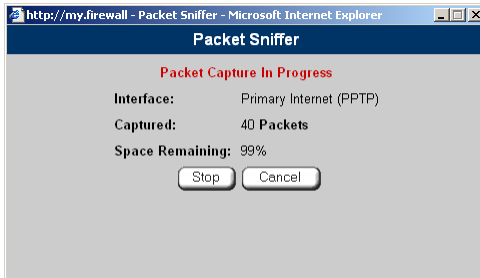 http://my.firewall - Packet Sniffer - Microsoft Internet Explorer
Packet Sniffer
Packet Capture In Progress
Interface: Primary Internet (PPTP)
Captured: 40 Packets
Space Remaining: 99%
Stop Cancel